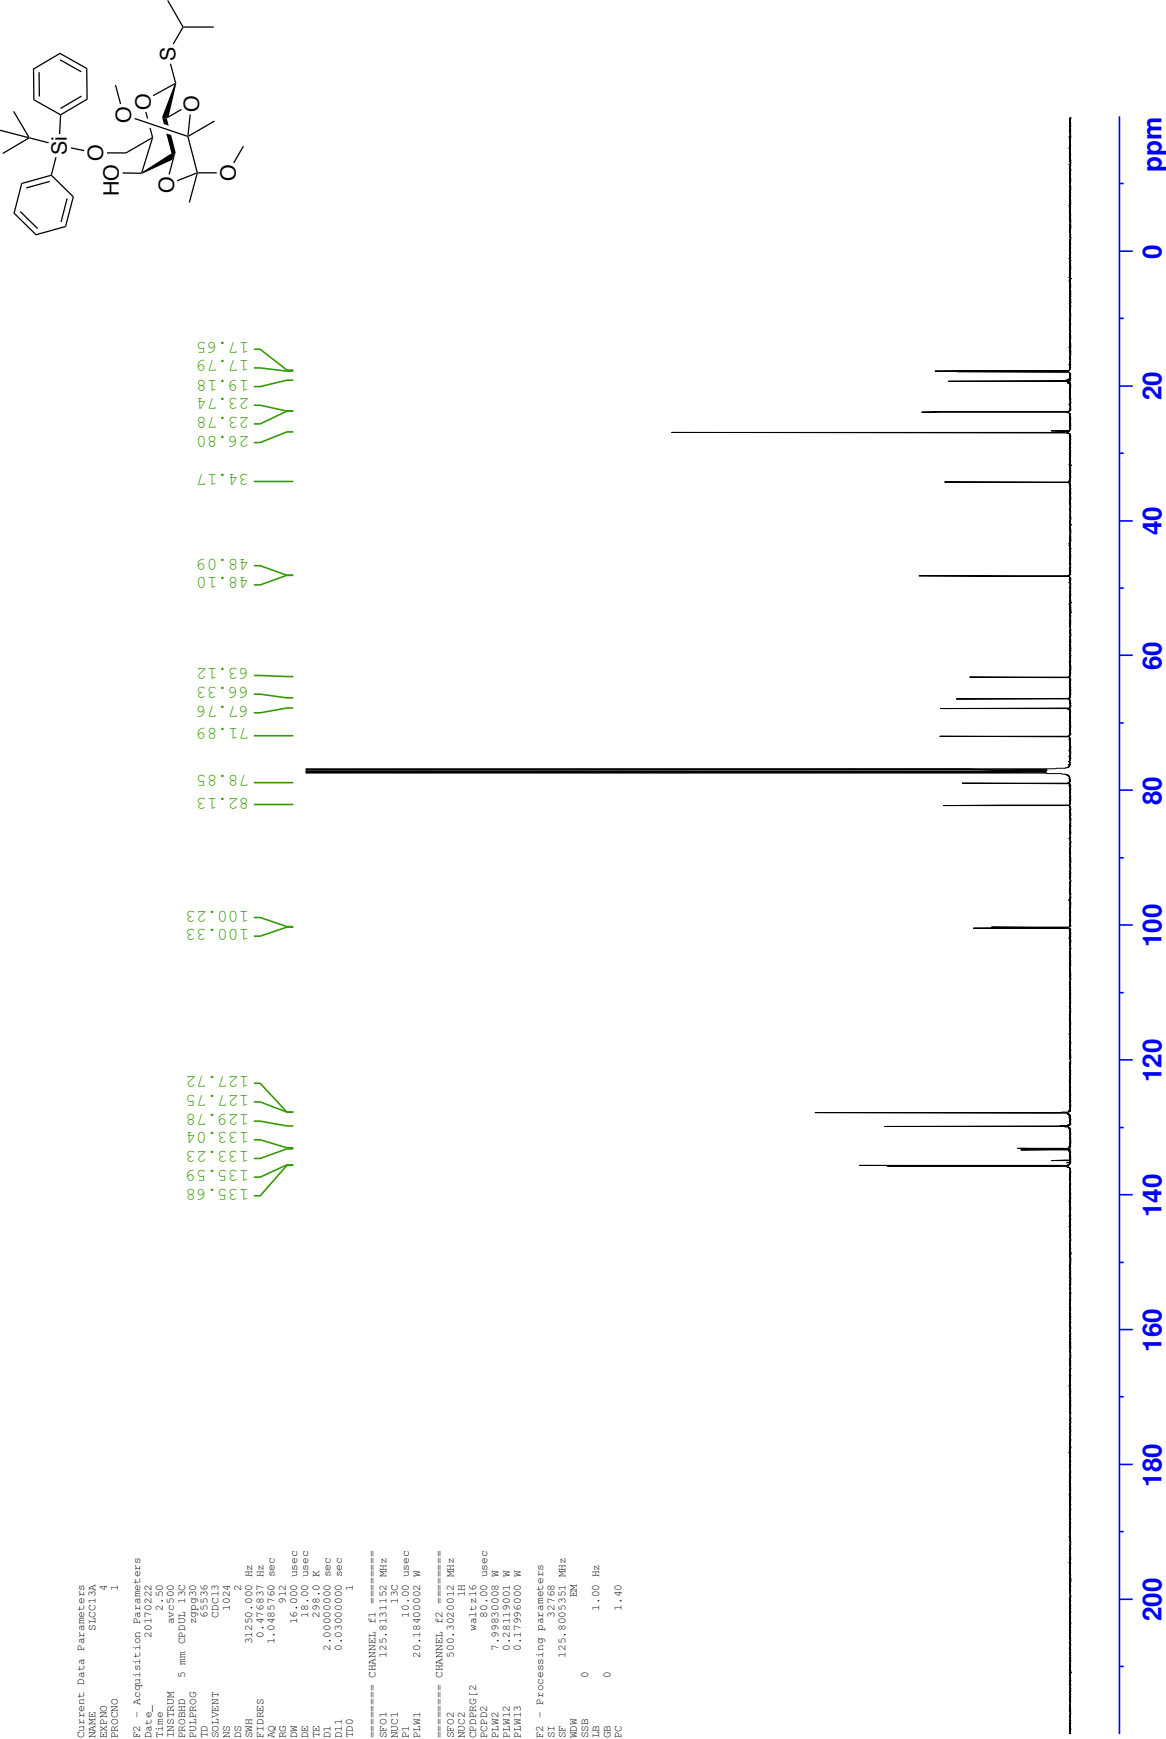 Current Data Parameters
NAME SLCC13A
EXPNO 4
PROCNO 1
F2 - Acquisition Parameters
Date_ 20170222
Time 2.50
INSTRUM avc500
PROBHD 5 mm CPDUL 13C
PULPROG zgpg30
TD 65536
SOLVENT CDCl3
NS 1024
DS 2
SWH 31250.000 Hz
FIDRES 0.476837 Hz
AQ 1.0485760 sec
RG 912
DW 16.000 usec
DE 18.00 usec
TE 298.0 K
D1 2.00000000 sec
D11 0.03000000 sec
TD0 1
======== CHANNEL f1 ========
SFO1 125.8131152 MHz
NUC1 13C
P1 10.00 usec
PLW1 20.18400002 W
======== CHANNEL f2 ========
SFO2 500.3020012 MHz
NUC2 1H
CPDPRG[2 waltz16
PCPD2 80.00 usec
PLW2 7.99830008 W
PLW12 0.28119001 W
PLW13 0.17996000 W
F2 - Processing parameters
SI 32768
SF 125.8005351 MHz
WDW EM
SSB 0
LB 1.00 Hz
GB 0
PC 1.40
135.68
135.59
133.23
133.04
129.78
127.75
127.72
100.33
100.23
82.13
78.85
71.89
67.76
66.33
63.12
48.10
48.09
34.17
26.80
23.78
23.74
19.18
17.79
17.65
Si
O
HO
O
O
O
O
O
S
200
180
160
140
120
100
80
60
40
20
0
ppm